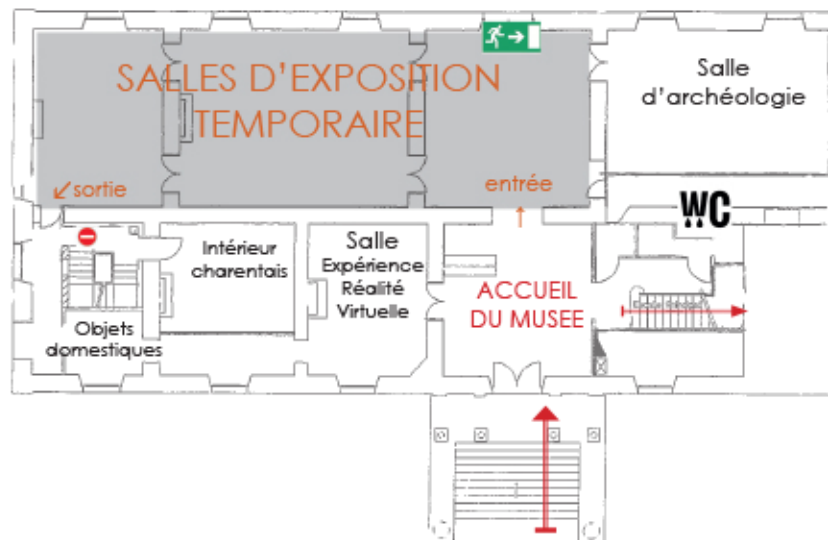 SALLES D'EXPOSITION
TEMPORAIRE
Salle
d'archéologie
↙sortie
entrée
↑
WC
Intérieur
charentais
Salle
Expérience
Réalité
Virtuelle
ACCUEIL
DU MUSEE
Objets
domestiques